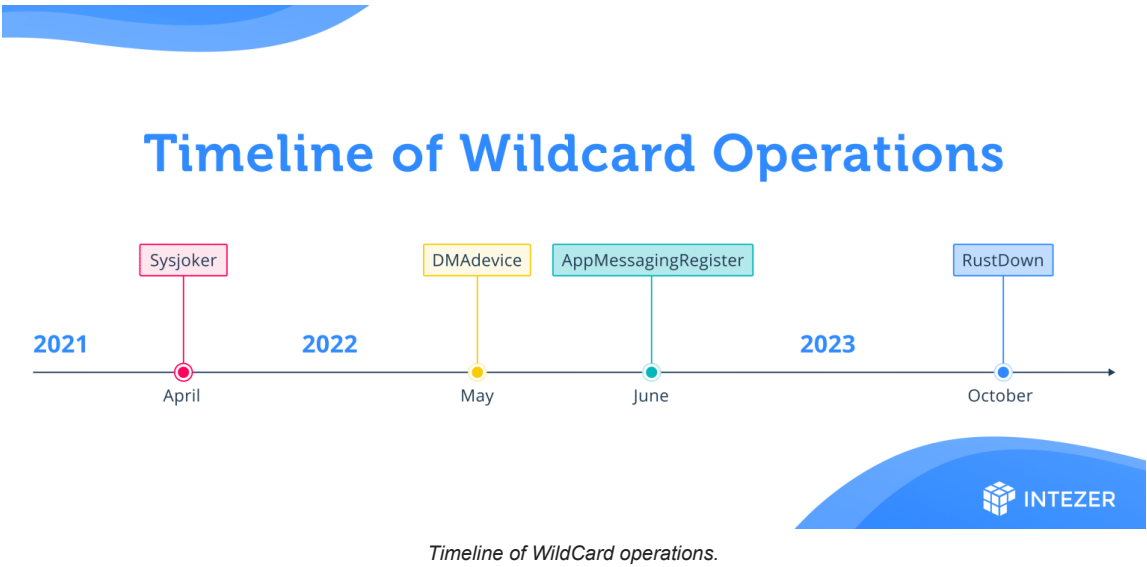 Timeline of Wildcard Operations
Sysjoker
DMAdevice
AppMessagingRegister
RustDown
2021
2022
2023
April
May
June
October
INTEZER
Timeline of WildCard operations.